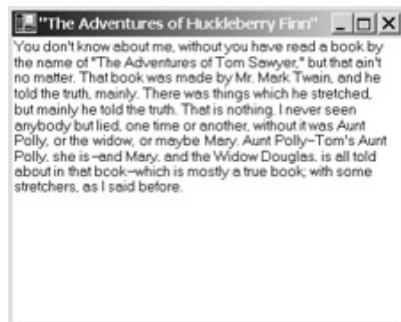 "The Adventures of Huckleberry Finn"
You don't know about me, without you have read a book by
the name of "The Adventures of Tom Sawyer," but that ain't
no matter. That book was made by Mr. Mark Twain, and he
told the truth, mainly. There was things which he stretched,
but mainly he told the truth. That is nothing. I never seen
anybody but lied, one time or another, without it was Aunt
Polly, or the widow, or maybe Mary. Aunt Polly—Tom's Aunt
Polly, she is—and Mary, and the Widow Douglas, is all told
about in that book—which is mostly a true book; with some
stretchers, as I said before.